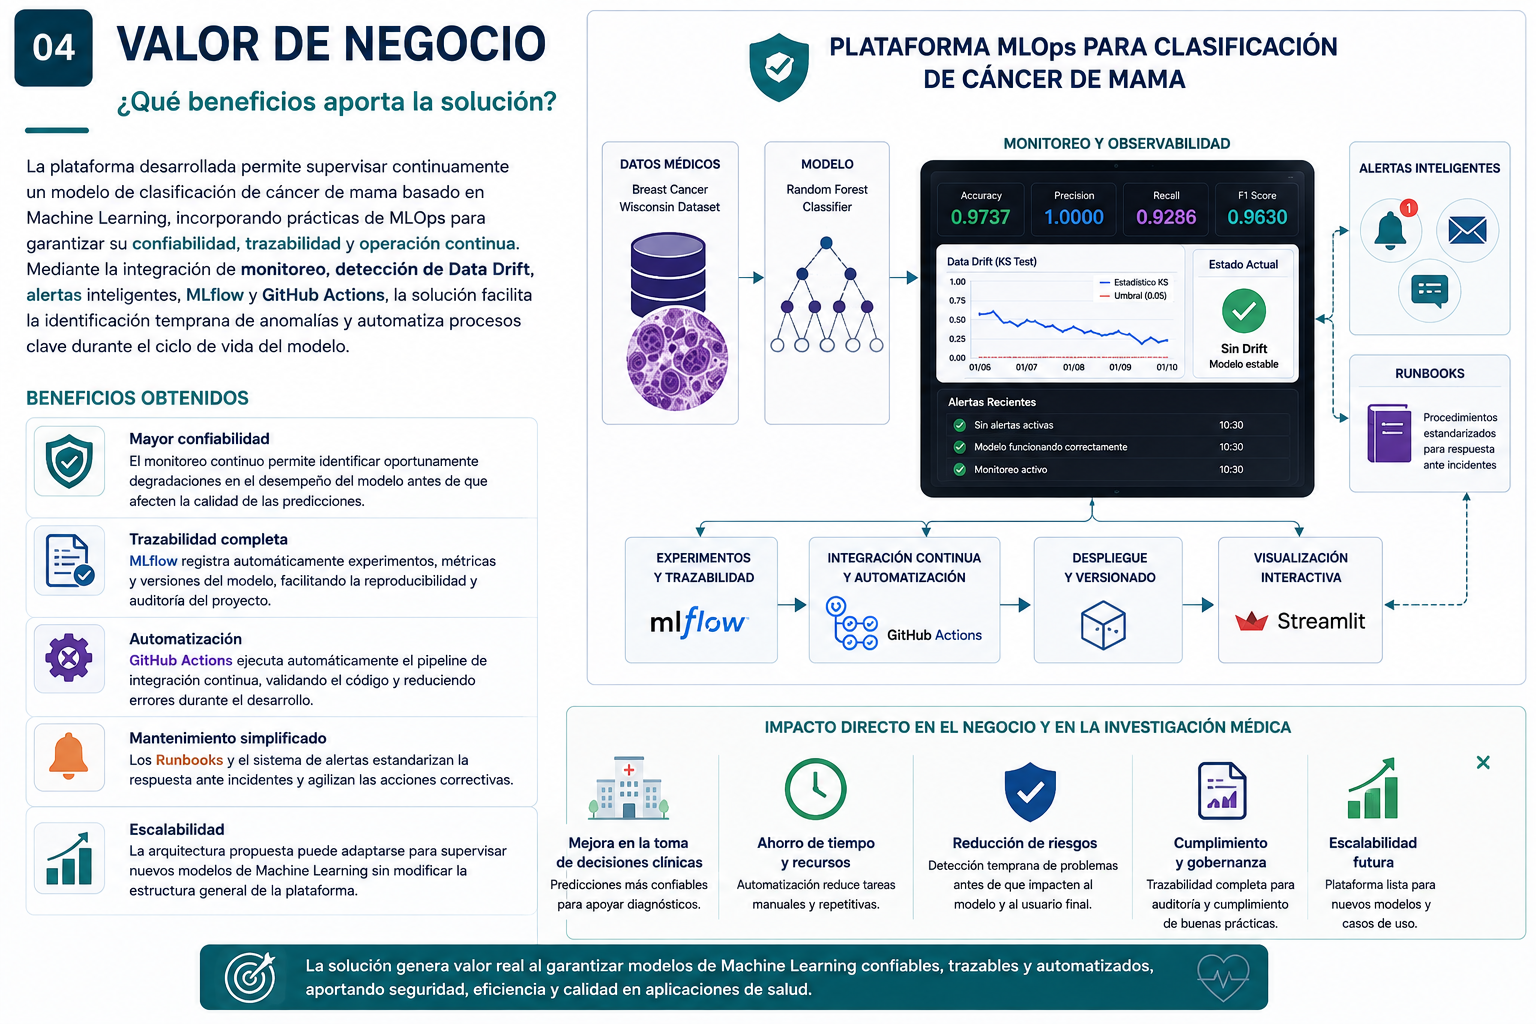 04
VALOR DE NEGOCIO
¿Qué beneficios aporta la solución?
La plataforma desarrollada permite supervisar continuamente
un modelo de clasificación de cáncer de mama basado en
Machine Learning, incorporando prácticas de MLOps para
garantizar su confiabilidad, trazabilidad y operación continua.
Mediante la integración de monitoreo, detección de Data Drift,
alertas inteligentes, MLflow y GitHub Actions, la solución facilita
la identificación temprana de anomalías y automatiza procesos
clave durante el ciclo de vida del modelo.
BENEFICIOS OBTENIDOS
Mayor confiabilidad
El monitoreo continuo permite identificar oportunamente
degradaciones en el desempeño del modelo antes de que
afecten la calidad de las predicciones.
Trazabilidad completa
MLflow registra automáticamente experimentos, métricas
y versiones del modelo, facilitando la reproducibilidad y
auditoría del proyecto.
Automatización
GitHub Actions ejecuta automáticamente el pipeline de
integración continua, validando el código y reduciendo
errores durante el desarrollo.
Mantenimiento simplificado
Los Runbooks y el sistema de alertas estandarizan la
respuesta ante incidentes y agilizan las acciones correctivas.
Escalabilidad
La arquitectura propuesta puede adaptarse para supervisar
nuevos modelos de Machine Learning sin modificar la
estructura general de la plataforma.
PLATAFORMA MLOps PARA CLASIFICACIÓN
DE CÁNCER DE MAMA
DATOS MÉDICOS
Breast Cancer
Wisconsin Dataset
MODELO
Random Forest
Classifier
MONITOREO Y OBSERVABILIDAD
Accuracy
0.9737
Precision
1.0000
Recall
0.9286
F1 Score
0.9630
Data Drift (KS Test)
Estadístico KS
Umbral (0.05)
1.00
0.75
0.50
0.25
0.00
01/06 01/07 01/08 01/09 01/10
Estado Actual
Sin Drift
Modelo estable
Alertas Recientes
Sin alertas activas 10:30
Modelo funcionando correctamente 10:30
Monitoreo activo 10:30
ALERTAS INTELIGENTES
1
RUNBOOKS
Procedimientos
estandarizados
para respuesta
ante incidentes
EXPERIMENTOS
Y TRAZABILIDAD
mlflow
INTEGRACIÓN CONTINUA
Y AUTOMATIZACIÓN
GitHub Actions
DESPLIEGUE
Y VERSIONADO
VISUALIZACIÓN
INTERACTIVA
Streamlit
IMPACTO DIRECTO EN EL NEGOCIO Y EN LA INVESTIGACIÓN MÉDICA
Mejora en la toma
de decisiones clínicas
Predicciones más confiables
para apoyar diagnósticos.
Ahorro de tiempo
y recursos
Automatización reduce tareas
manuales y repetitivas.
Reducción de riesgos
Detección temprana de problemas
antes de que impacten al
modelo y al usuario final.
Cumplimiento
y gobernanza
Trazabilidad completa para
auditoría y cumplimiento
de buenas prácticas.
Escalabilidad
futura
Plataforma lista para
nuevos modelos y
casos de uso.
La solución genera valor real al garantizar modelos de Machine Learning confiables, trazables y automatizados,
aportando seguridad, eficiencia y calidad en aplicaciones de salud.